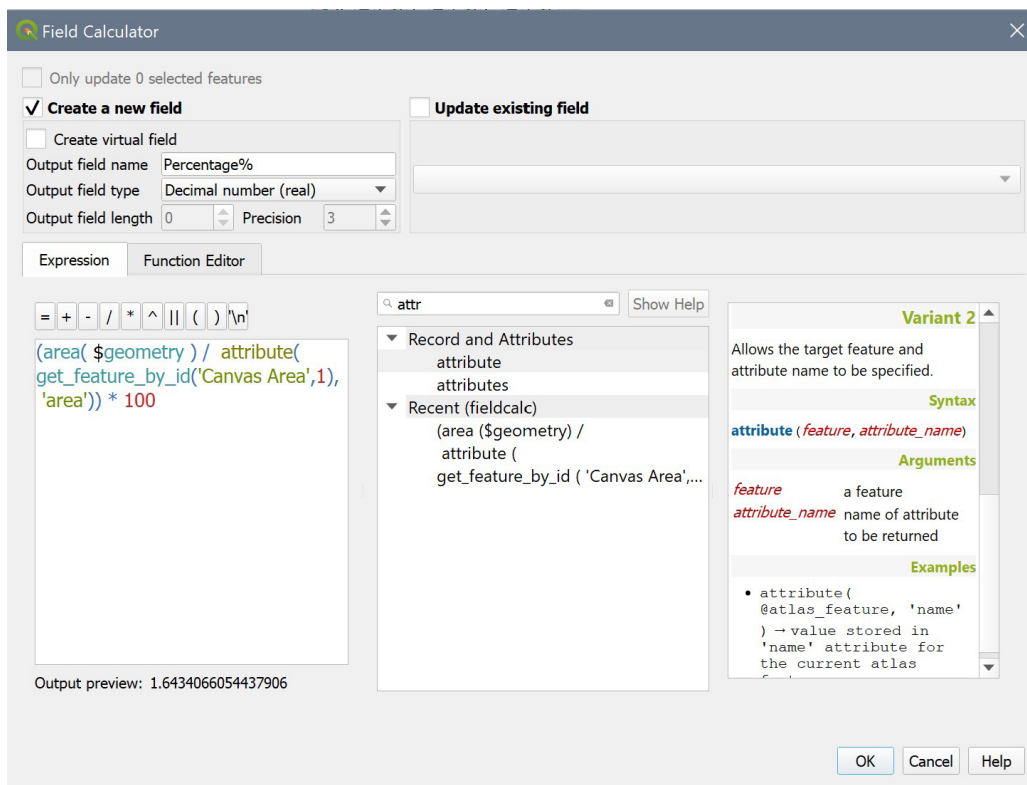 Field Calculator
Only update 0 selected features
Create a new field
Update existing field
Create virtual field
Output field name Percentage%
Output field type Decimal number (real)
Output field length 0 Precision 3
Expression Function Editor
= + - / * ^ || ( ) '\n'
(area( $geometry ) / attribute(
get_feature_by_id('Canvas Area',1),
'area')) * 100
Output preview: 1.6434066054437906
attr Show Help
Record and Attributes
attribute
attributes
Recent (fieldcalc)
(area ($geometry) /
attribute (
get_feature_by_id ( 'Canvas Area',...
Variant 2
Allows the target feature and
attribute name to be specified.
Syntax
attribute (feature, attribute_name)
Arguments
feature a feature
attribute_name name of attribute
to be returned
Examples
• attribute(
@atlas_feature, 'name'
) → value stored in
'name' attribute for
the current atlas
OK Cancel Help